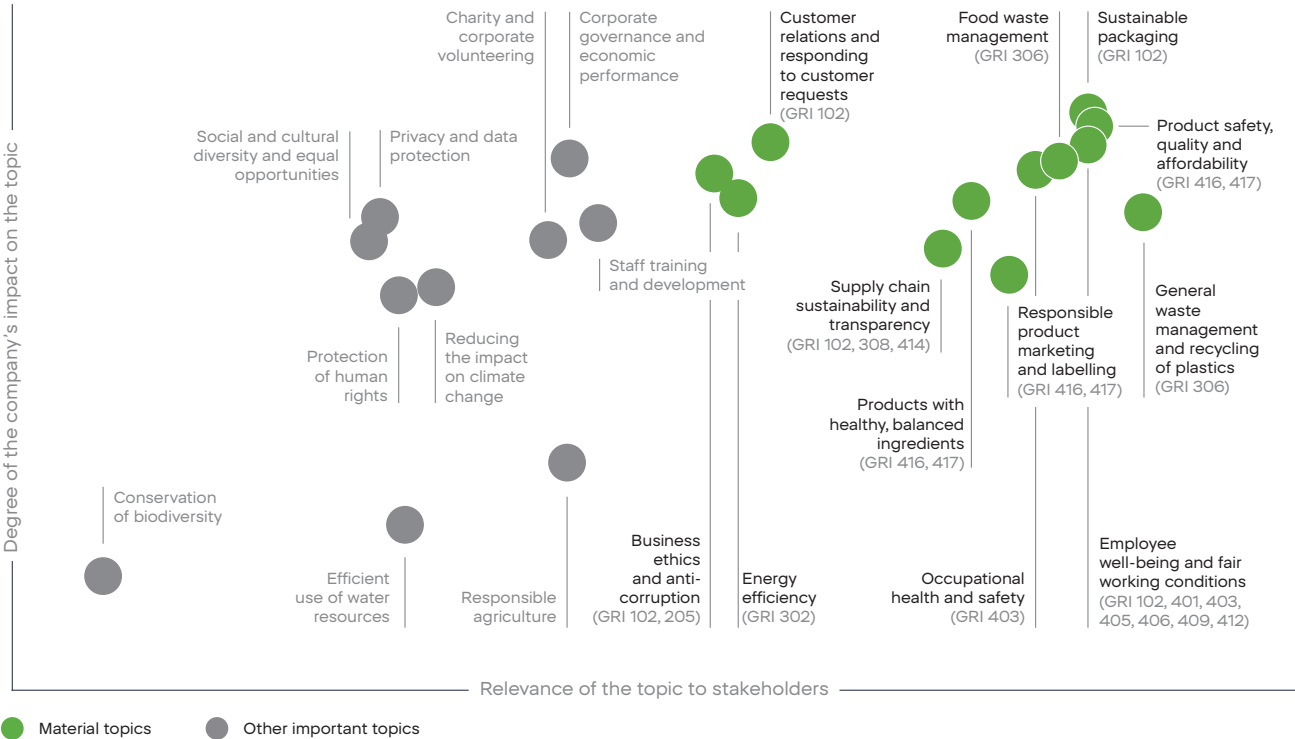 Charity and
corporate
volunteering
Corporate
governance and
economic
performance
Customer
relations and
responding
to customer
requests
(GRI 102)
Food waste
management
(GRI 306)
Sustainable
packaging
(GRI 102)
Social and cultural
diversity and equal
opportunities
Privacy and data
protection
Product safety,
quality and
affordability
(GRI 416, 417)
Staff training
and development
Supply chain
sustainability and
transparency
(GRI 102, 308, 414)
Responsible
product
marketing
and labelling
(GRI 416, 417)
General
waste
management
and recycling
of plastics
(GRI 306)
Protection
of human
rights
Reducing
the impact
on climate
change
Products with
healthy, balanced
ingredients
(GRI 416, 417)
Conservation
of biodiversity
Efficient
use of water
resources
Responsible
agriculture
Business
ethics
and anti-
corruption
(GRI 102, 205)
Energy
efficiency
(GRI 302)
Occupational
health and safety
(GRI 403)
Employee
well-being and fair
working conditions
(GRI 102, 401, 403,
405, 406, 409, 412)
Degree of the company's impact on the topic
Relevance of the topic to stakeholders
Material topics
Other important topics